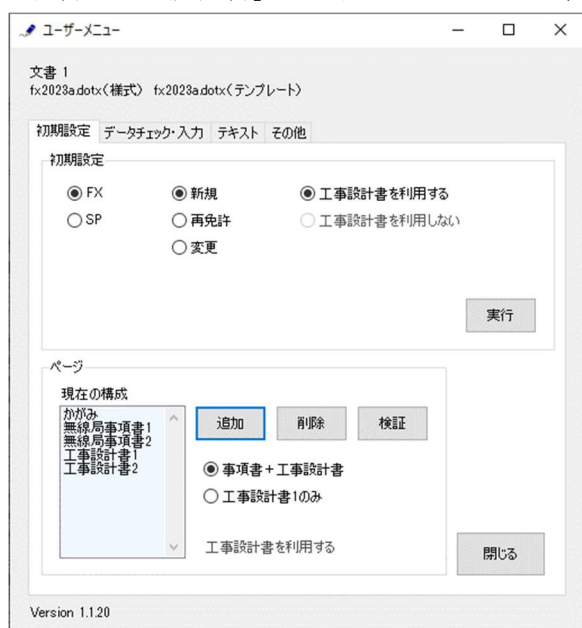 ユーザーメニュー
文書 1
fx2023a.dotx(様式) fx2023a.dotx(テンプレート)
初期設定 データチェック・入力 テキスト その他
初期設定
FX 新規 工事設計書を利用する
SP 再免許 工事設計書を利用しない
変更
実行
ページ
現在の構成
かがみ
無線局事項書1
無線局事項書2
工事設計書1
工事設計書2
追加 削除 検証
事項書+工事設計書
工事設計書1のみ
工事設計書を利用する
閉じる
Version 1.1.20